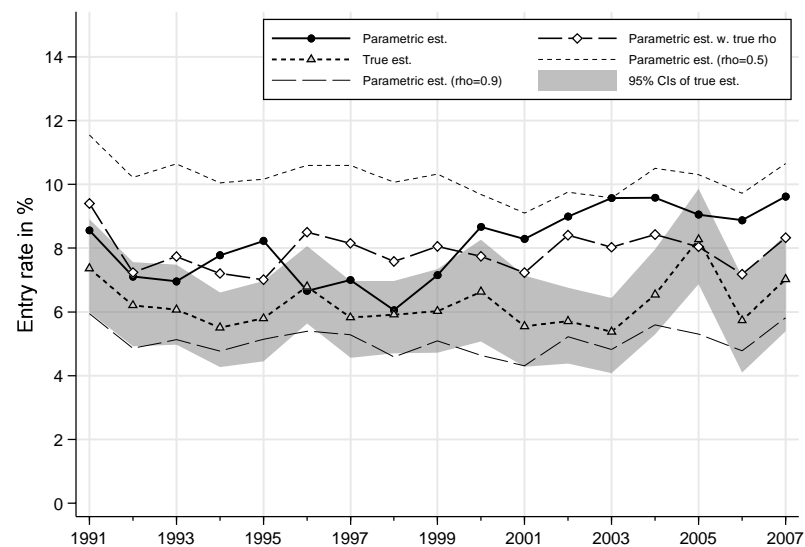 Parametric est.
Parametric est. w. true rho
True est.
Parametric est. (rho=0.5)
Parametric est. (rho=0.9)
95% CIs of true est.
Entry rate in %
14
12
10
8
6
4
2
0
1991 1993 1995 1997 1999 2001 2003 2005 2007